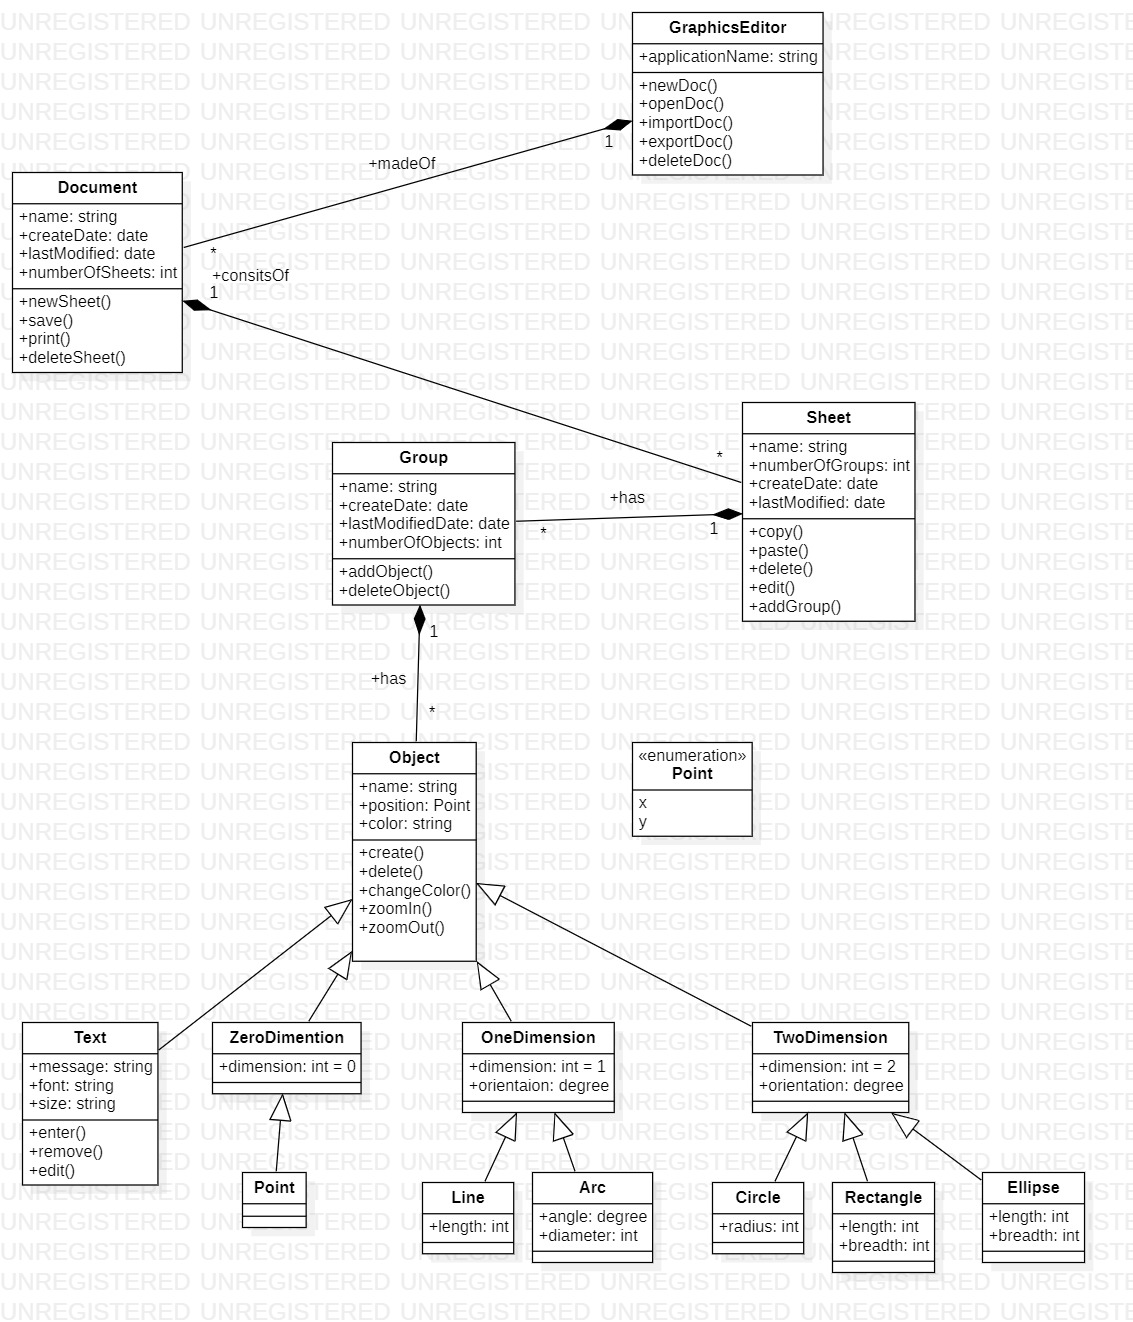 GraphicsEditor
+applicationName: string
+newDoc()
+openDoc()
+importDoc()
+exportDoc()
+deleteDoc()
1
+madeOf
*
Document
+name: string
+createDate: date
+lastModified: date
+numberOfSheets: int
+newSheet()
+save()
+print()
+deleteSheet()
+consitsOf
1
*
Sheet
+name: string
+numberOfGroups: int
+createDate: date
+lastModified: date
+copy()
+paste()
+delete()
+edit()
+addGroup()
1
+has
*
Group
+name: string
+createDate: date
+lastModifiedDate: date
+numberOfObjects: int
+addObject()
+deleteObject()
1
+has
*
Object
+name: string
+position: Point
+color: string
+create()
+delete()
+changeColor()
+zoomIn()
+zoomOut()
«enumeration»
Point
x
y
Text
+message: string
+font: string
+size: string
+enter()
+remove()
+edit()
ZeroDimention
+dimension: int = 0
OneDimension
+dimension: int = 1
+orientaion: degree
TwoDimension
+dimension: int = 2
+orientation: degree
Point
Line
+length: int
Arc
+angle: degree
+diameter: int
Circle
+radius: int
Rectangle
+length: int
+breadth: int
Ellipse
+length: int
+breadth: int
UNREGISTERED